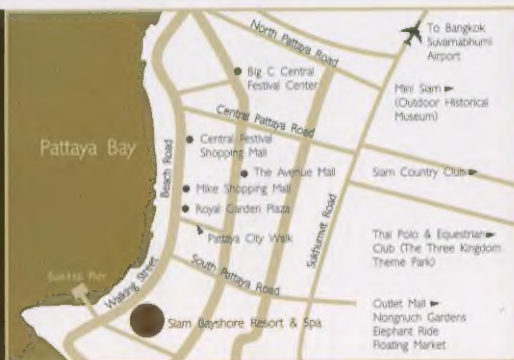 To Bangkok
Suvarnabhumi
Airport
North Pattaya Road
Big C Central
Festival Center
Mini Siam
(Outdoor Historical
Museum)
Central Pattaya Road
Pattaya Bay
Beach Road
Central Festival
Shopping Mall
The Avenue Mall
Siam Country Club
Mike Shopping Mall
Royal Garden Plaza
Sukhumvit Road
Pattaya City Walk
Thai Polo & Equestrian
Club (The Three Kingdom
Theme Park)
South Pattaya Road
Bali Hai Pier
Walking Street
Siam Bayshore Resort & Spa
Outlet Mall
Nongnuch Gardens
Elephant Ride
Floating Market